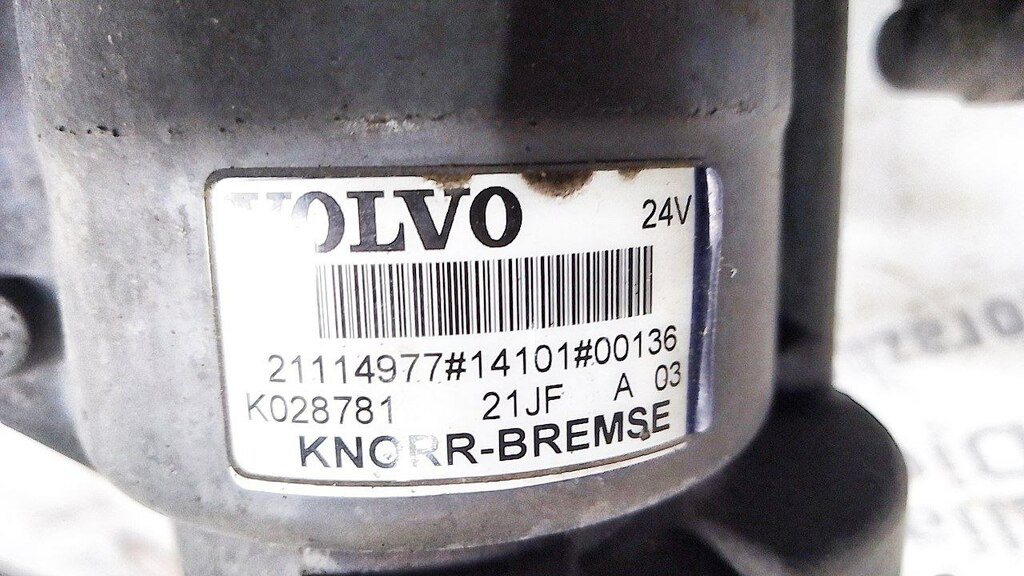 VOLVO 24V
21114977#14101#00136
K028781 21JF A 03
KNORR-BREMSE